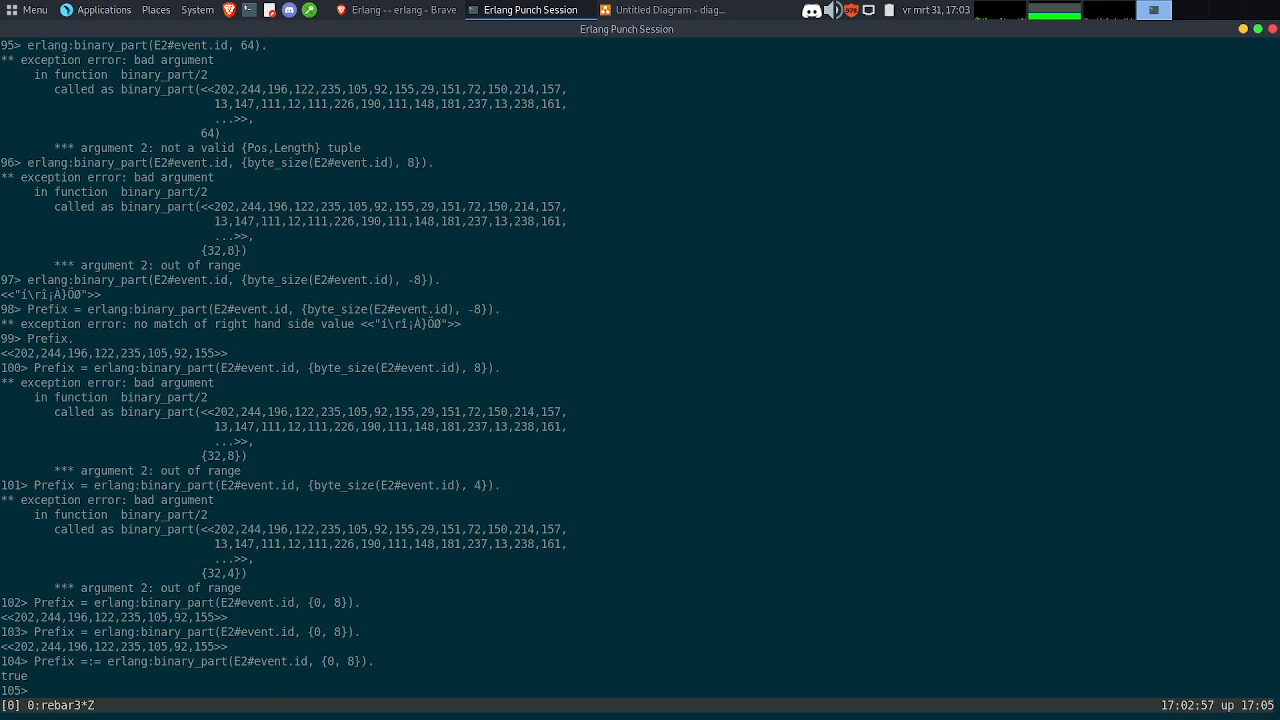 Menu Applications Places System Erlang -- erlang - Brave Erlang Punch Session Untitled Diagram - diag... 978 vr mrt 31, 17:03
Erlang Punch Session
95> erlang:binary_part(E2#event.id, 64).
** exception error: bad argument
     in function  binary_part/2
        called as binary_part(<<202,244,196,122,235,105,92,155,29,151,72,150,214,157,
                                13,147,111,12,111,226,190,111,148,181,237,13,238,161,
                                ...>>,
                              64)
        *** argument 2: not a valid {Pos,Length} tuple
96> erlang:binary_part(E2#event.id, {byte_size(E2#event.id), 8}).
** exception error: bad argument
     in function  binary_part/2
        called as binary_part(<<202,244,196,122,235,105,92,155,29,151,72,150,214,157,
                                13,147,111,12,111,226,190,111,148,181,237,13,238,161,
                                ...>>,
                              {32,8})
        *** argument 2: out of range
97> erlang:binary_part(E2#event.id, {byte_size(E2#event.id), -8}).
<<"í\rî¡À}ÖØ">>
98> Prefix = erlang:binary_part(E2#event.id, {byte_size(E2#event.id), -8}).
** exception error: no match of right hand side value <<"í\rî¡À}ÖØ">>
99> Prefix.
<<202,244,196,122,235,105,92,155>>
100> Prefix = erlang:binary_part(E2#event.id, {byte_size(E2#event.id), 8}).
** exception error: bad argument
     in function  binary_part/2
        called as binary_part(<<202,244,196,122,235,105,92,155,29,151,72,150,214,157,
                                13,147,111,12,111,226,190,111,148,181,237,13,238,161,
                                ...>>,
                              {32,8})
        *** argument 2: out of range
101> Prefix = erlang:binary_part(E2#event.id, {byte_size(E2#event.id), 4}).
** exception error: bad argument
     in function  binary_part/2
        called as binary_part(<<202,244,196,122,235,105,92,155,29,151,72,150,214,157,
                                13,147,111,12,111,226,190,111,148,181,237,13,238,161,
                                ...>>,
                              {32,4})
        *** argument 2: out of range
102> Prefix = erlang:binary_part(E2#event.id, {0, 8}).
<<202,244,196,122,235,105,92,155>>
103> Prefix = erlang:binary_part(E2#event.id, {0, 8}).
<<202,244,196,122,235,105,92,155>>
104> Prefix =:= erlang:binary_part(E2#event.id, {0, 8}).
true
105>
[0] 0:rebar3*Z 17:02:57 up 17:05